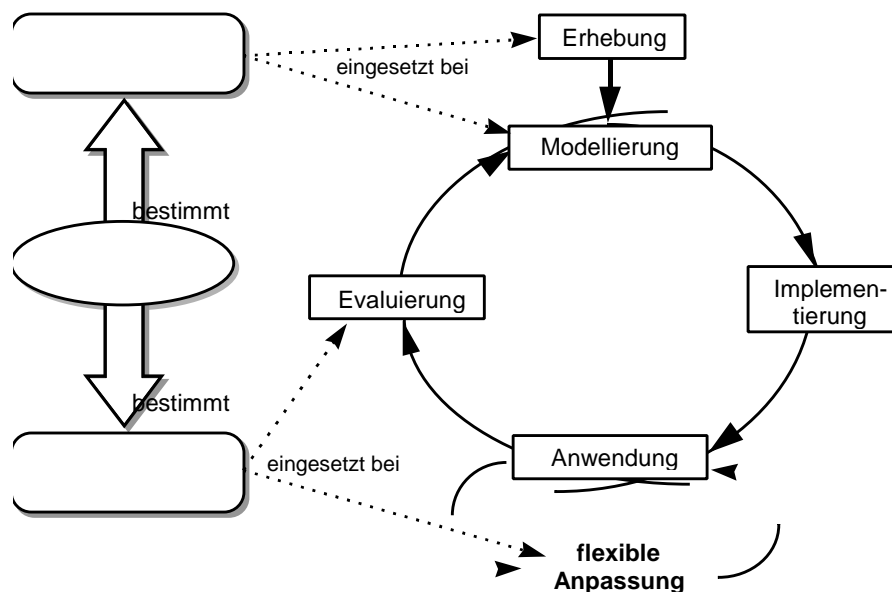 Erhebung
eingesetzt bei
Modellierung
bestimmt
Evaluierung
Implemen-
tierung
bestimmt
eingesetzt bei
Anwendung
flexible
Anpassung